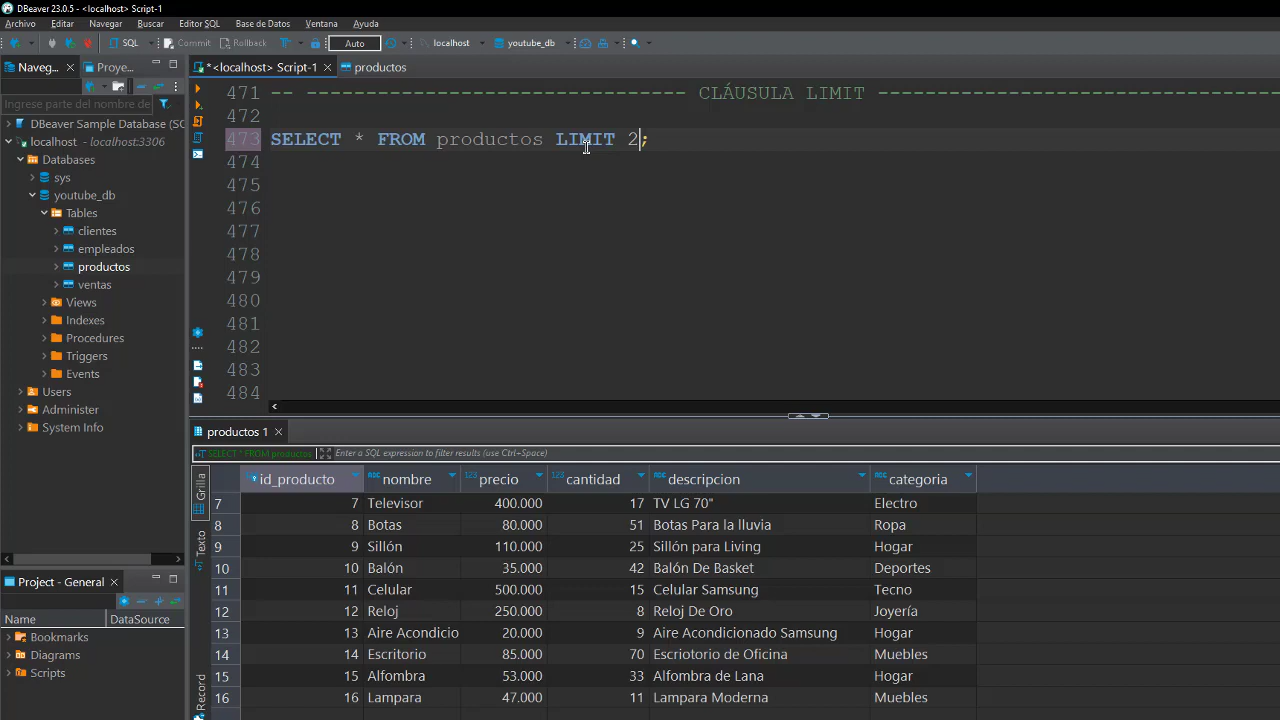 DBeaver 23.0.5 - <localhost> Script-1
Archivo Editar Navegar Buscar Editor SQL Base de Datos Ventana Ayuda
SQL Commit Rollback Auto localhost youtube_db
Naveg... Proye...
*<localhost> Script-1 productos
Ingrese parte del nombre de
DBeaver Sample Database (SC
localhost - localhost:3306
Databases
sys
youtube_db
Tables
clientes
empleados
productos
ventas
Views
Indexes
Procedures
Triggers
Events
Users
Administer
System Info
471 -- -------------------------------- CLÁUSULA LIMIT --------------------------------
472
473 SELECT * FROM productos LIMIT 2;
474
475
476
477
478
479
480
481
482
483
484
Project - General
Name DataSource
Bookmarks
Diagrams
Scripts
productos 1
SELECT * FROM productos Enter a SQL expression to filter results (use Ctrl+Space)
Grilla
Texto
Record
id_producto nombre precio cantidad descripcion categoria
7 7 Televisor 400.000 17 TV LG 70" Electro
8 8 Botas 80.000 51 Botas Para la lluvia Ropa
9 9 Sillón 110.000 25 Sillón para Living Hogar
10 10 Balón 35.000 42 Balón De Basket Deportes
11 11 Celular 500.000 15 Celular Samsung Tecno
12 12 Reloj 250.000 8 Reloj De Oro Joyería
13 13 Aire Acondicio 20.000 9 Aire Acondicionado Samsung Hogar
14 14 Escritorio 85.000 70 Escriotorio de Oficina Muebles
15 15 Alfombra 53.000 33 Alfombra de Lana Hogar
16 16 Lampara 47.000 11 Lampara Moderna Muebles